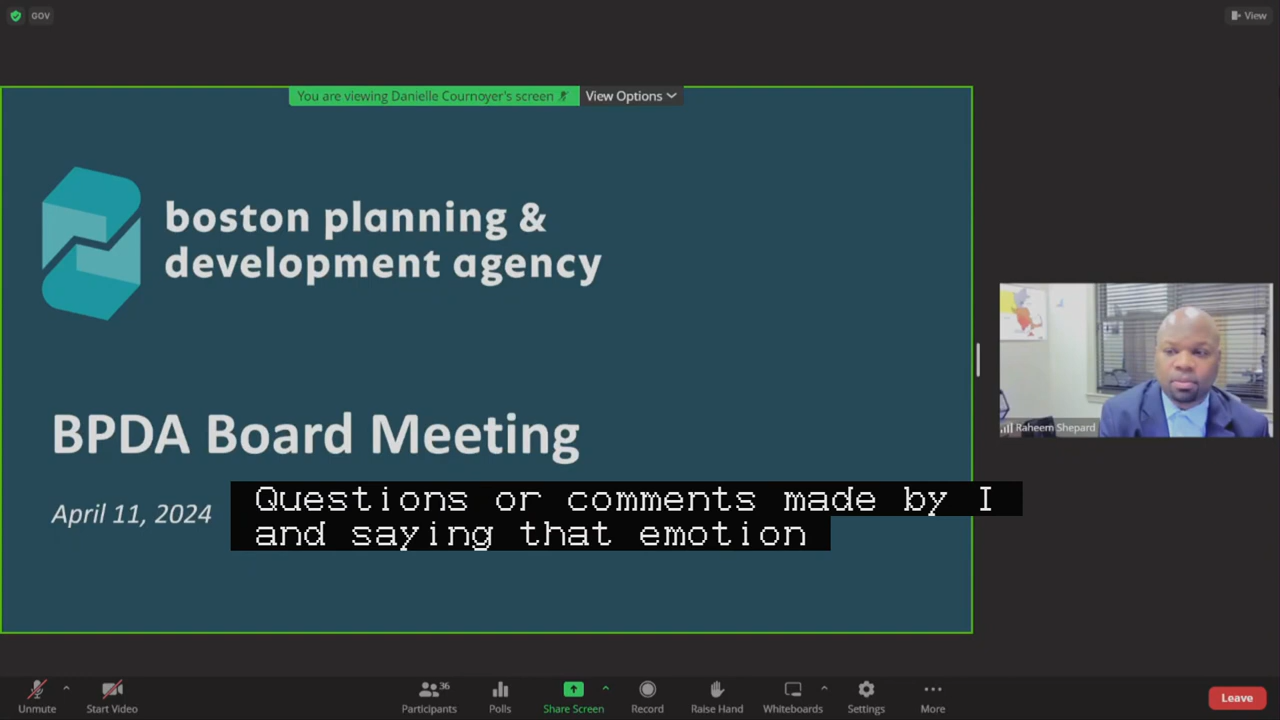 GOV
View
You are viewing Danielle Cournoyer's screen
View Options
boston planning &
development agency
BPDA Board Meeting
April 11, 2024
Questions or comments made by I
and saying that emotion
Raheem Shepard
Unmute
Start Video
36
Participants
Polls
Share Screen
Record
Raise Hand
Whiteboards
Settings
More
Leave